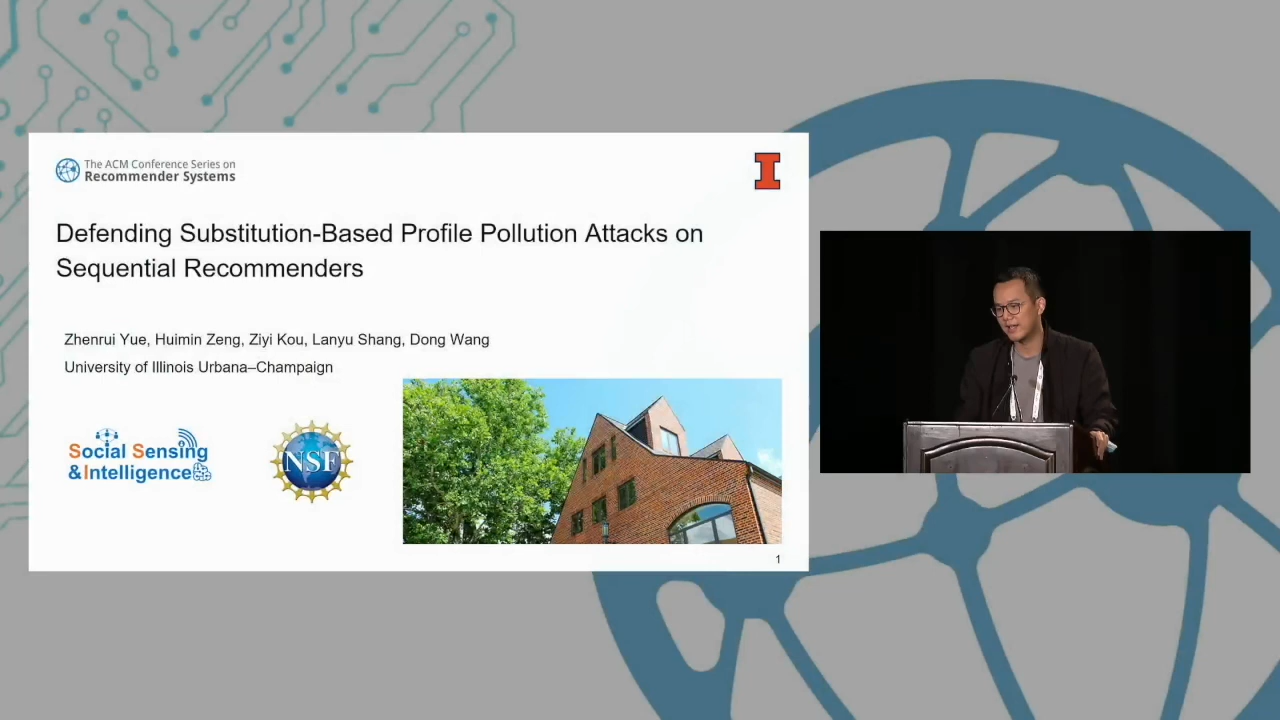 The ACM Conference Series on
Recommender Systems
Defending Substitution-Based Profile Pollution Attacks on
Sequential Recommenders
Zhenrui Yue, Huimin Zeng, Ziyi Kou, Lanyu Shang, Dong Wang
University of Illinois Urbana–Champaign
Social Sensing
&Intelligence
NSF
1